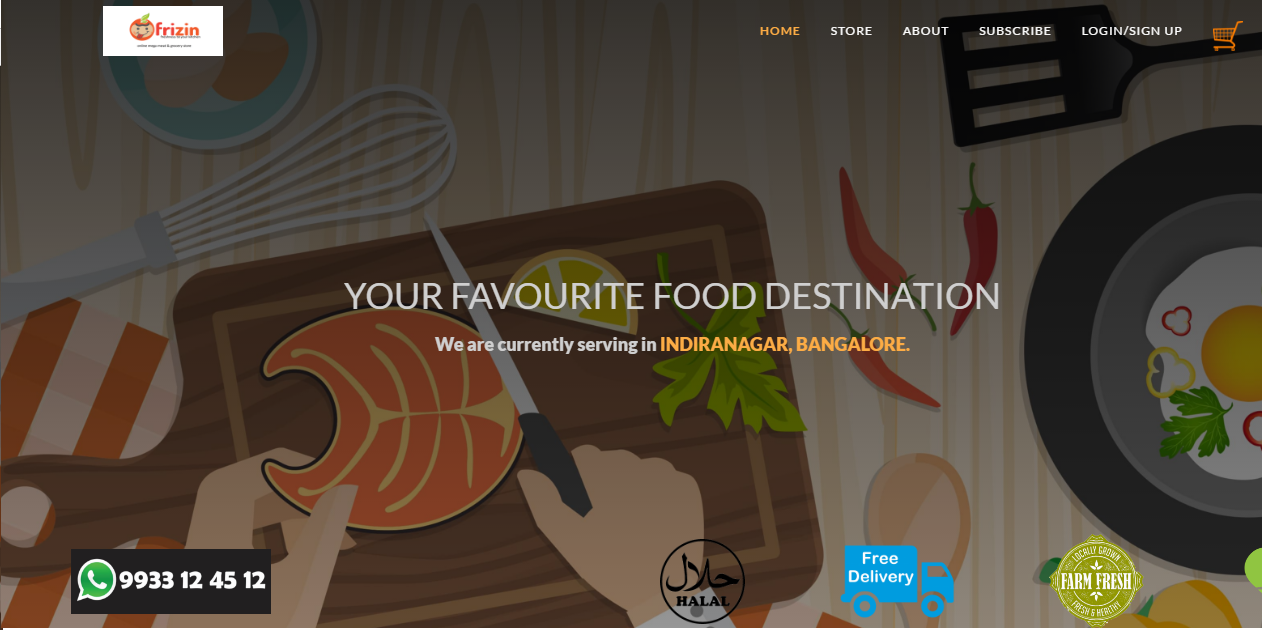 frizin
online mega meat & grocery store
HOME
STORE
ABOUT
SUBSCRIBE
LOGIN/SIGN UP
YOUR FAVOURITE FOOD DESTINATION
We are currently serving in INDIRANAGAR, BANGALORE.
9933 12 45 12
حلال
HALAL
Free
Delivery
LOCALLY GROWN
FARM FRESH
FRESH & HEALTHY